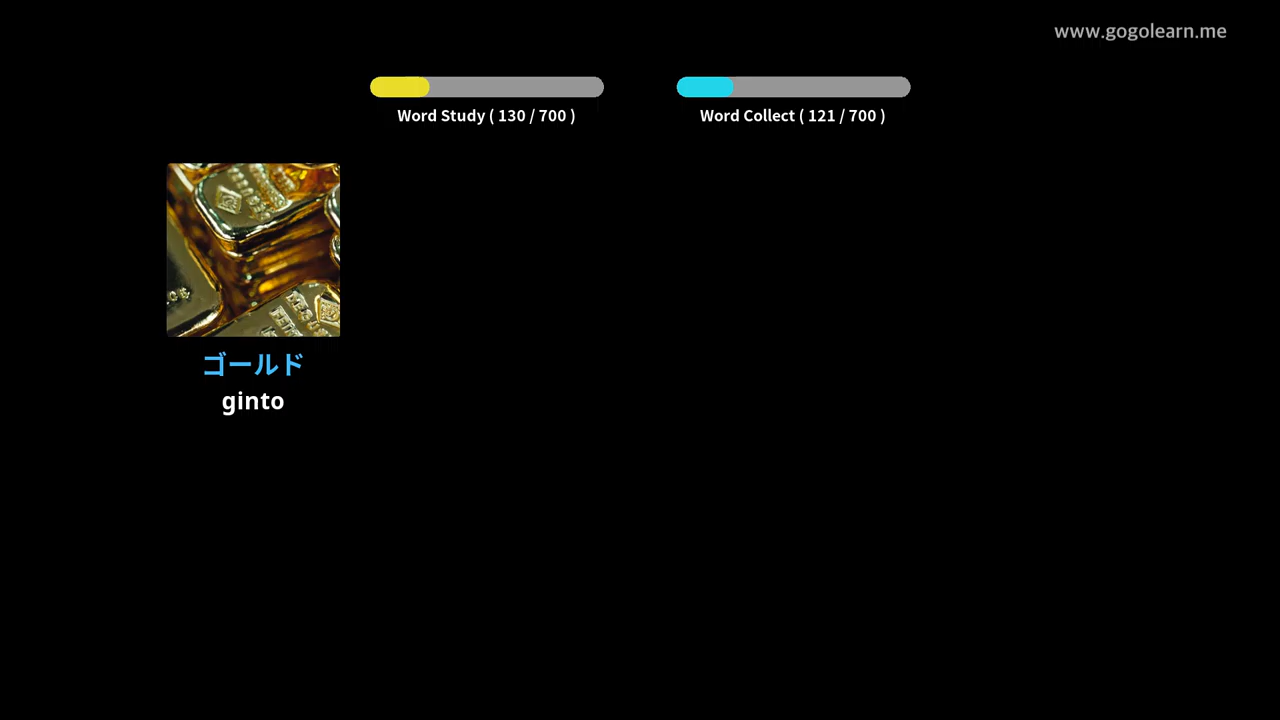 www.gogolearn.me
Word Study ( 130 / 700 )
Word Collect ( 121 / 700 )
ゴールド
ginto